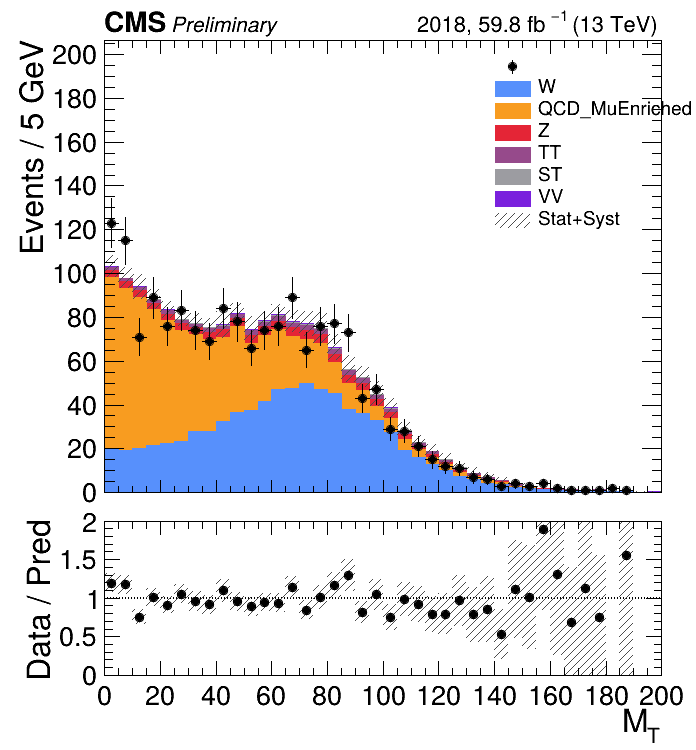 CMS Preliminary 2018, 59.8 fb⁻¹ (13 TeV)
Events / 5 GeV
200
180
160
140
120
100
80
60
40
20
0
W
QCD_MuEnriched
Z
TT
ST
VV
Stat+Syst
Data / Pred
2
1.5
1
0.5
0
0 20 40 60 80 100 120 140 160 180 200
M_T